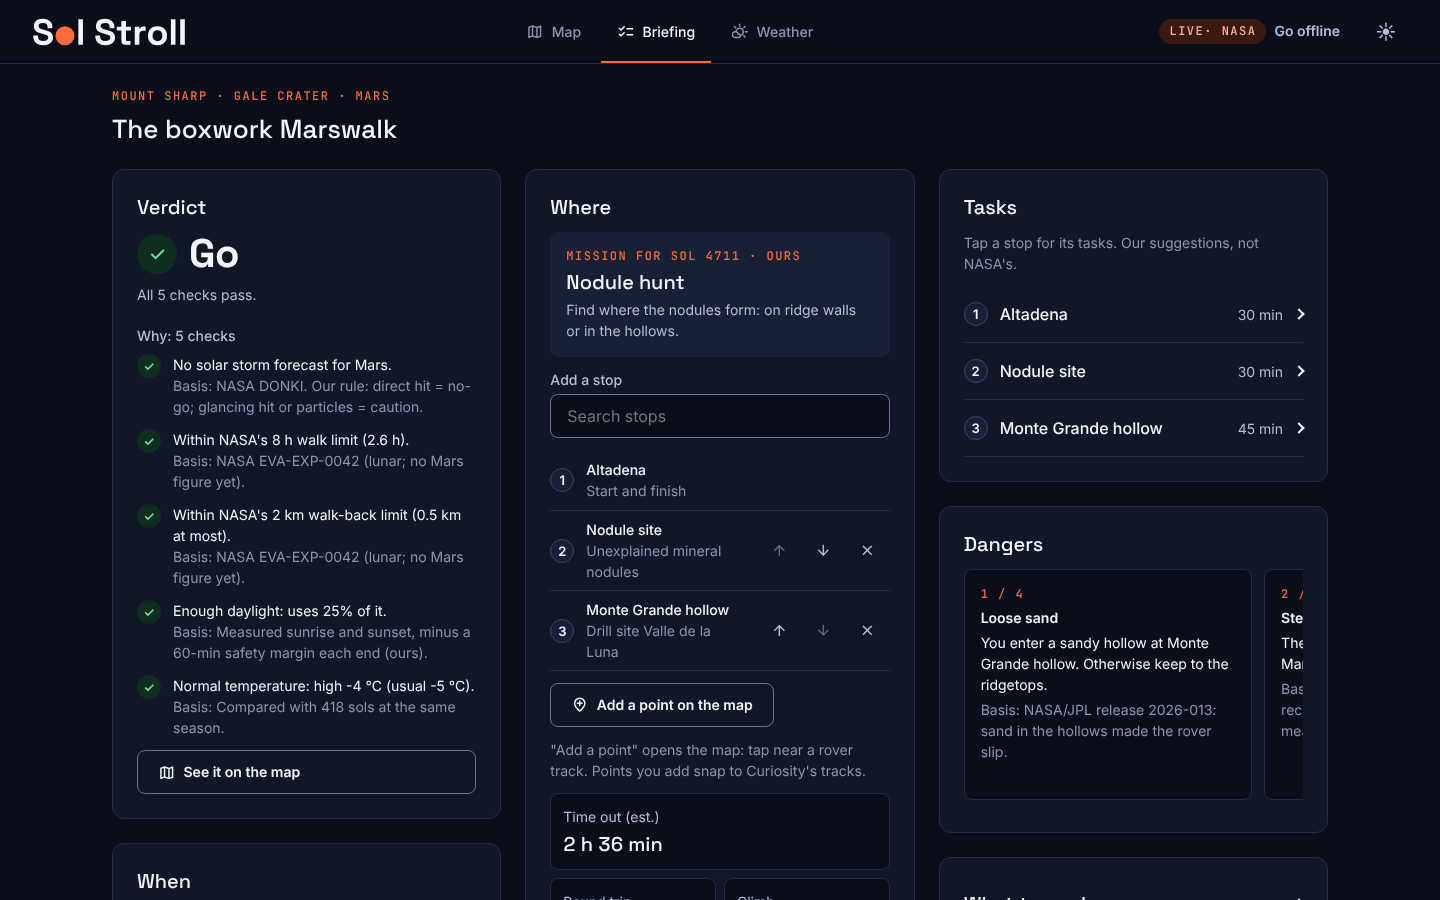 Sol Stroll
Map
Briefing
Weather
LIVE· NASA
Go offline
MOUNT SHARP · GALE CRATER · MARS
The boxwork Marswalk
Verdict
Go
All 5 checks pass.
Why: 5 checks
No solar storm forecast for Mars.
Basis: NASA DONKI. Our rule: direct hit = no-
go; glancing hit or particles = caution.
Within NASA's 8 h walk limit (2.6 h).
Basis: NASA EVA-EXP-0042 (lunar; no Mars
figure yet).
Within NASA's 2 km walk-back limit (0.5 km
at most).
Basis: NASA EVA-EXP-0042 (lunar; no Mars
figure yet).
Enough daylight: uses 25% of it.
Basis: Measured sunrise and sunset, minus a
60-min safety margin each end (ours).
Normal temperature: high -4 °C (usual -5 °C).
Basis: Compared with 418 sols at the same
season.
See it on the map
When
Where
MISSION FOR SOL 4711 · OURS
Nodule hunt
Find where the nodules form: on ridge walls
or in the hollows.
Add a stop
Search stops
1
Altadena
Start and finish
2
Nodule site
Unexplained mineral
nodules
3
Monte Grande hollow
Drill site Valle de la
Luna
Add a point on the map
"Add a point" opens the map: tap near a rover
track. Points you add snap to Curiosity's tracks.
Time out (est.)
2 h 36 min
Tasks
Tap a stop for its tasks. Our suggestions, not
NASA's.
1 Altadena 30 min
2 Nodule site 30 min
3 Monte Grande hollow 45 min
Dangers
1 / 4
Loose sand
You enter a sandy hollow at Monte
Grande hollow. Otherwise keep to the
ridgetops.
Basis: NASA/JPL release 2026-013:
sand in the hollows made the rover
slip.
2 /